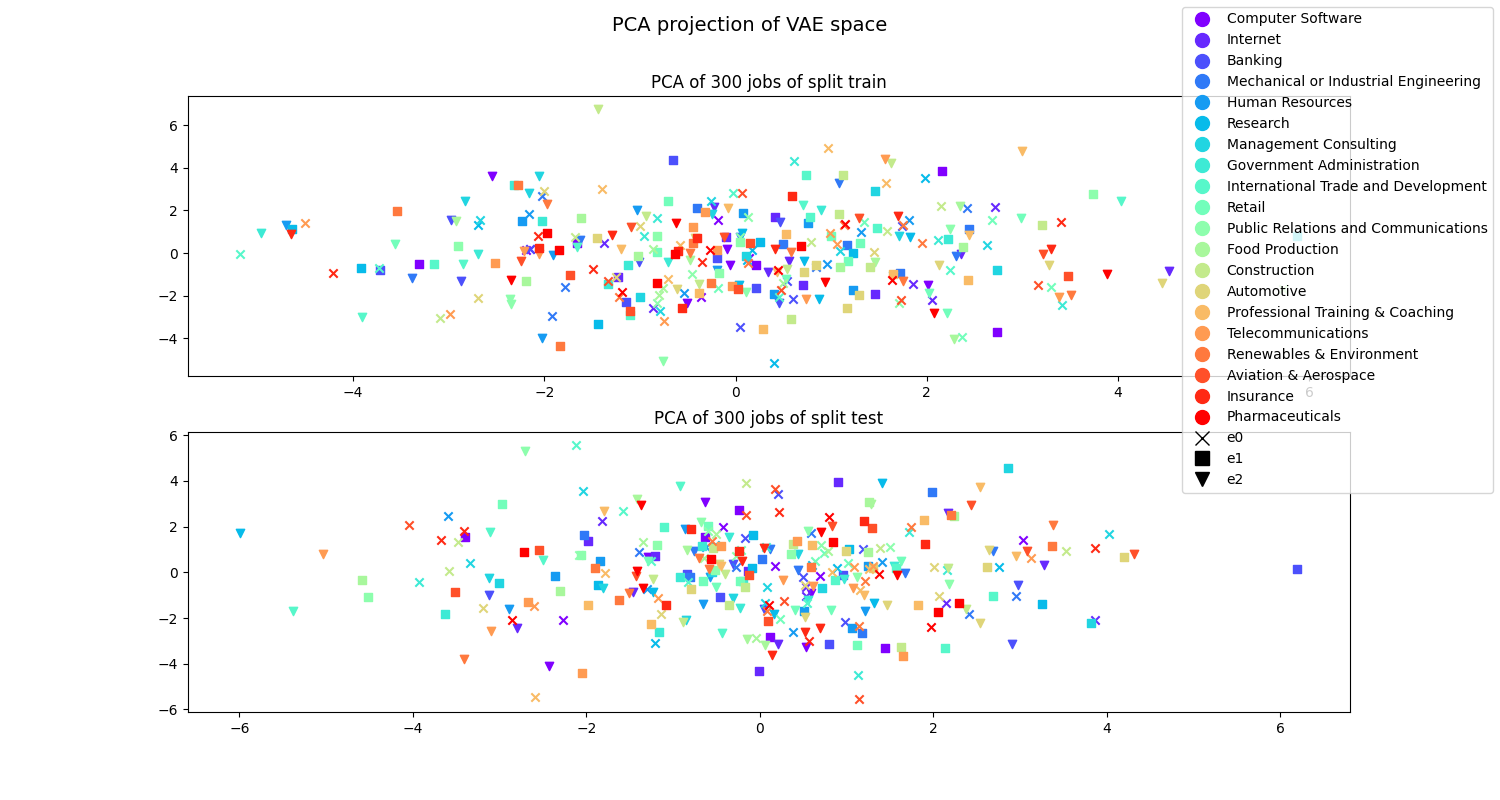 PCA projection of VAE space
PCA of 300 jobs of split train
6
4
2
0
−2
−4
−4
−2
0
2
4
6
PCA of 300 jobs of split test
6
4
2
0
−2
−4
−6
−6
−4
−2
0
2
4
6
Computer Software
Internet
Banking
Mechanical or Industrial Engineering
Human Resources
Research
Management Consulting
Government Administration
International Trade and Development
Retail
Public Relations and Communications
Food Production
Construction
Automotive
Professional Training & Coaching
Telecommunications
Renewables & Environment
Aviation & Aerospace
Insurance
Pharmaceuticals
e0
e1
e2